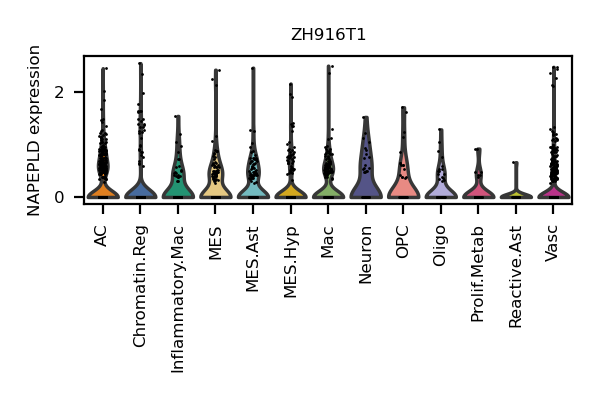 ZH916T1
NAPEPLD expression
2
0
AC
Chromatin.Reg
Inflammatory.Mac
MES
MES.Ast
MES.Hyp
Mac
Neuron
OPC
Oligo
Prolif.Metab
Reactive.Ast
Vasc